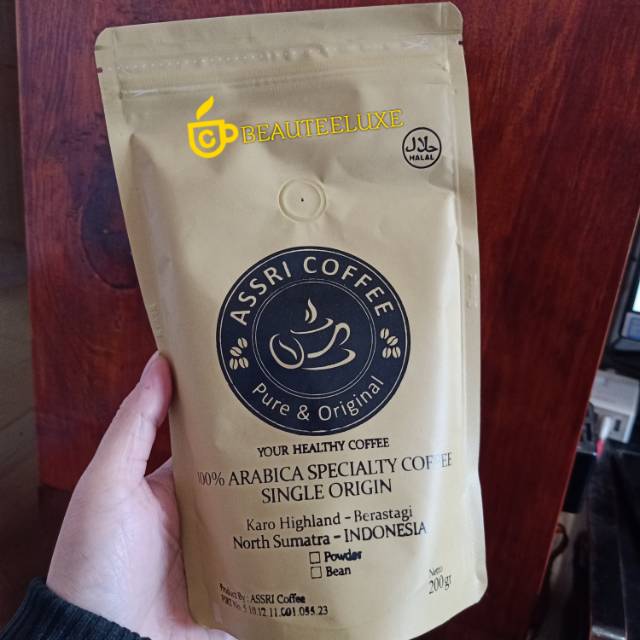 BEAUTEELUXE
حلال
HALAL
ASSRI COFFEE
Pure & Original
YOUR HEALTHY COFFEE
100% ARABICA SPECIALTY COFFEE
SINGLE ORIGIN
Karo Highland - Berastagi
North Sumatra - INDONESIA
Powder
Bean
Netto
200 gr
Product By : ASSRI Coffee